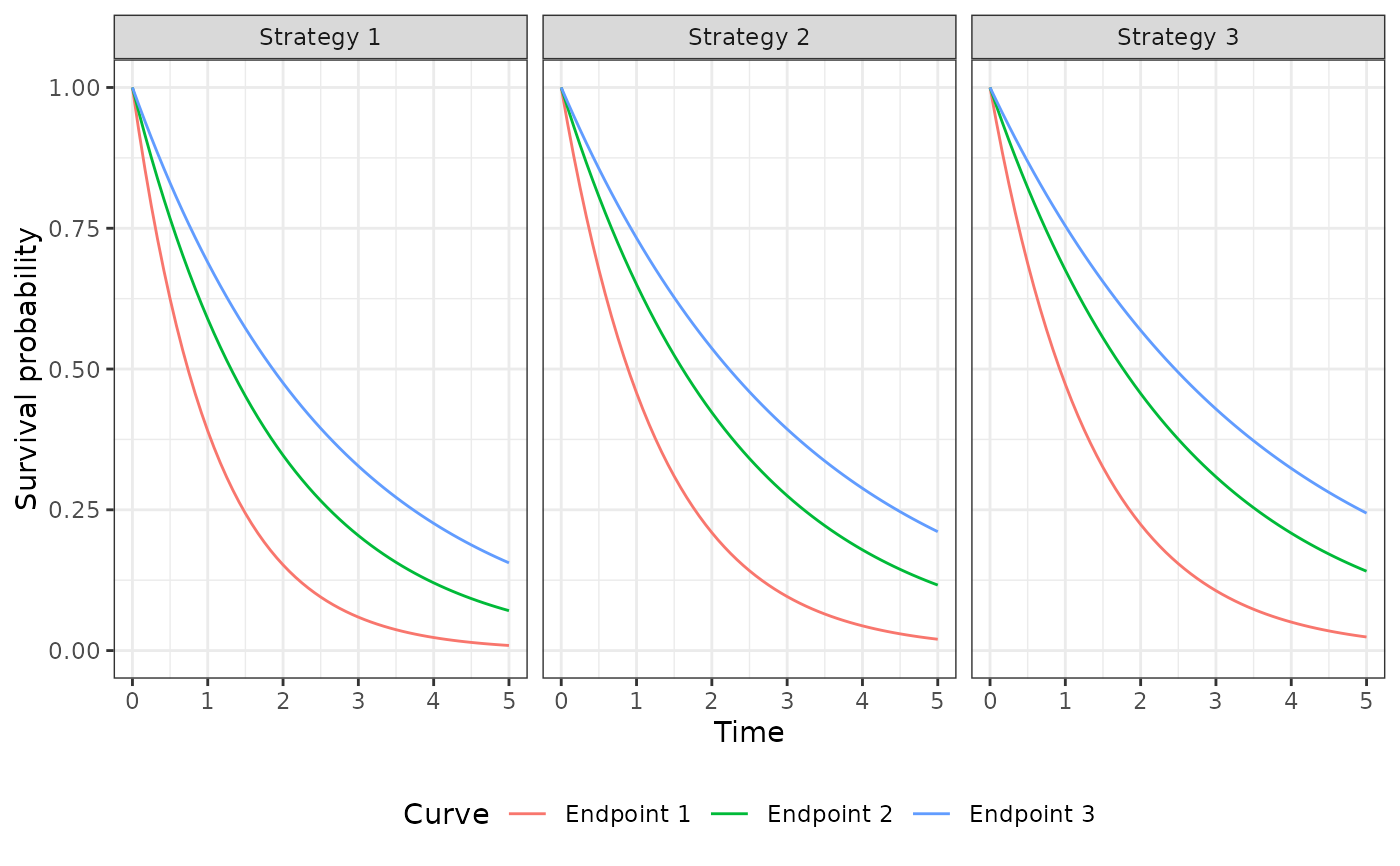 Strategy 1 Strategy 2 Strategy 3
1.00
0.75
0.50
0.25
0.00
Survival probability
0 1 2 3 4 5 0 1 2 3 4 5 0 1 2 3 4 5
Time
Curve Endpoint 1 Endpoint 2 Endpoint 3